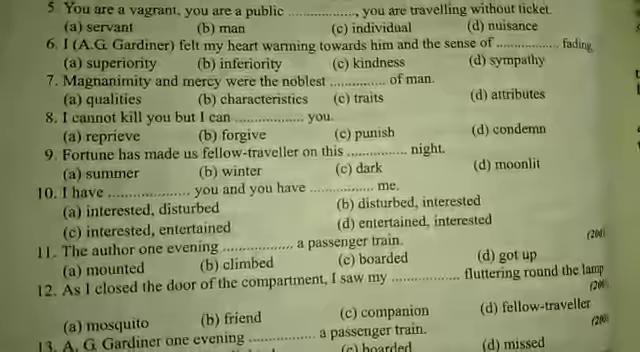 5. You are a vagrant, you are a public .............., you are travelling without ticket.
(a) servant (b) man (c) individual (d) nuisance
6. I (A.G. Gardiner) felt my heart warning towards him and the sense of .............. fading
(a) superiority (b) inferiority (c) kindness (d) sympathy
7. Magnanimity and mercy were the noblest .............. of man.
(a) qualities (b) characteristics (c) traits (d) attributes
8. I cannot kill you but I can .................. you.
(a) reprieve (b) forgive (c) punish (d) condemn
9. Fortune has made us fellow-traveller on this .............. night.
(a) summer (b) winter (c) dark (d) moonlit
10. I have .................... you and you have ................ me.
(a) interested, disturbed (b) disturbed, interested
(c) interested, entertained (d) entertained, interested
11. The author one evening ................. a passenger train.
(a) mounted (b) climbed (c) boarded (d) got up
12. As I closed the door of the compartment, I saw my ................. fluttering round the lamp
(a) mosquito (b) friend (c) companion (d) fellow-traveller
13. A. G. Gardiner one evening ................. a passenger train.
(c) boarded (d) missed